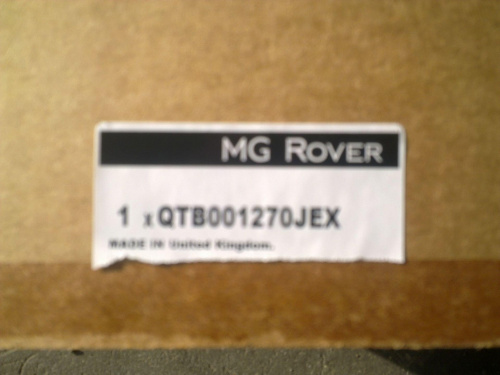 MG ROVER
1 x QTB001270JEX
MADE IN United Kingdom.